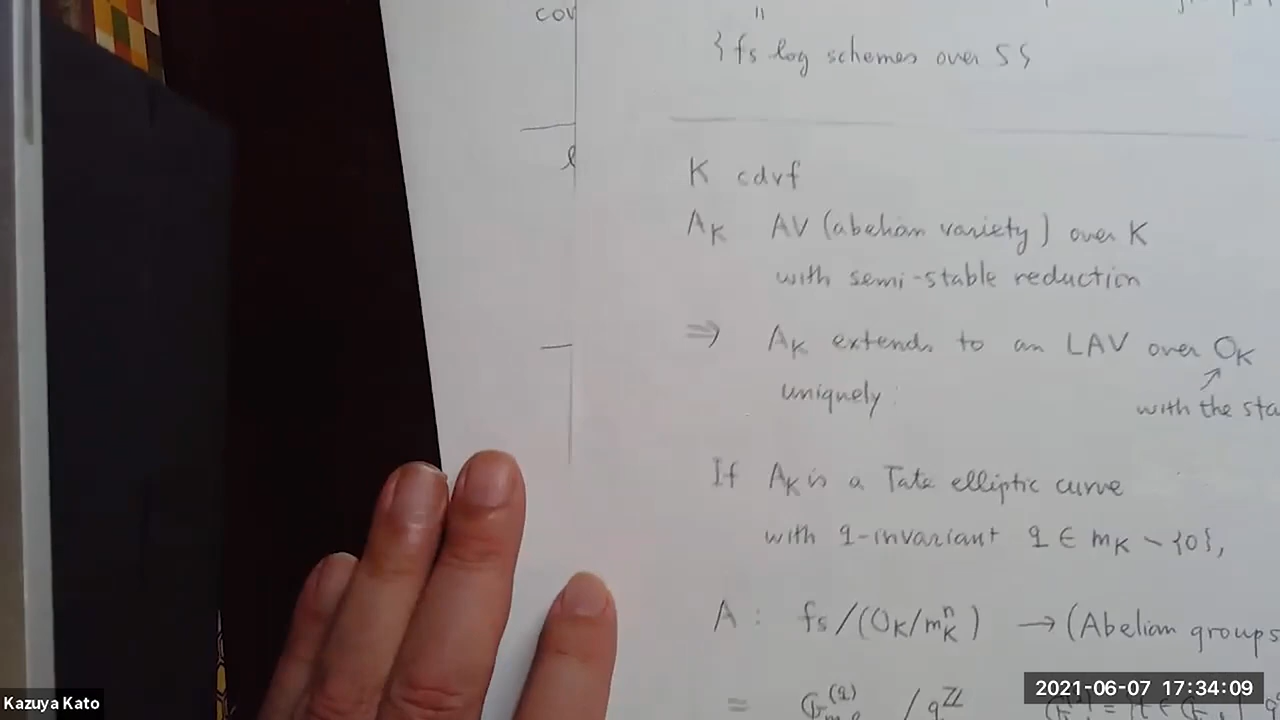 cov
"
{ fs log schemes over S }
l
K cdvf
A_K AV (abelian variety) over K
with semi-stable reduction
⇒ A_K extends to an LAV over O_K
uniquely.
with the sta
If A_K is a Tate elliptic curve
with q-invariant q ∈ m_K ∖ {0},
A : fs/(O_K/m_K^n) → (Abelian groups
= / q^ℤ
Kazuya Kato
2021-06-07 17:34:09